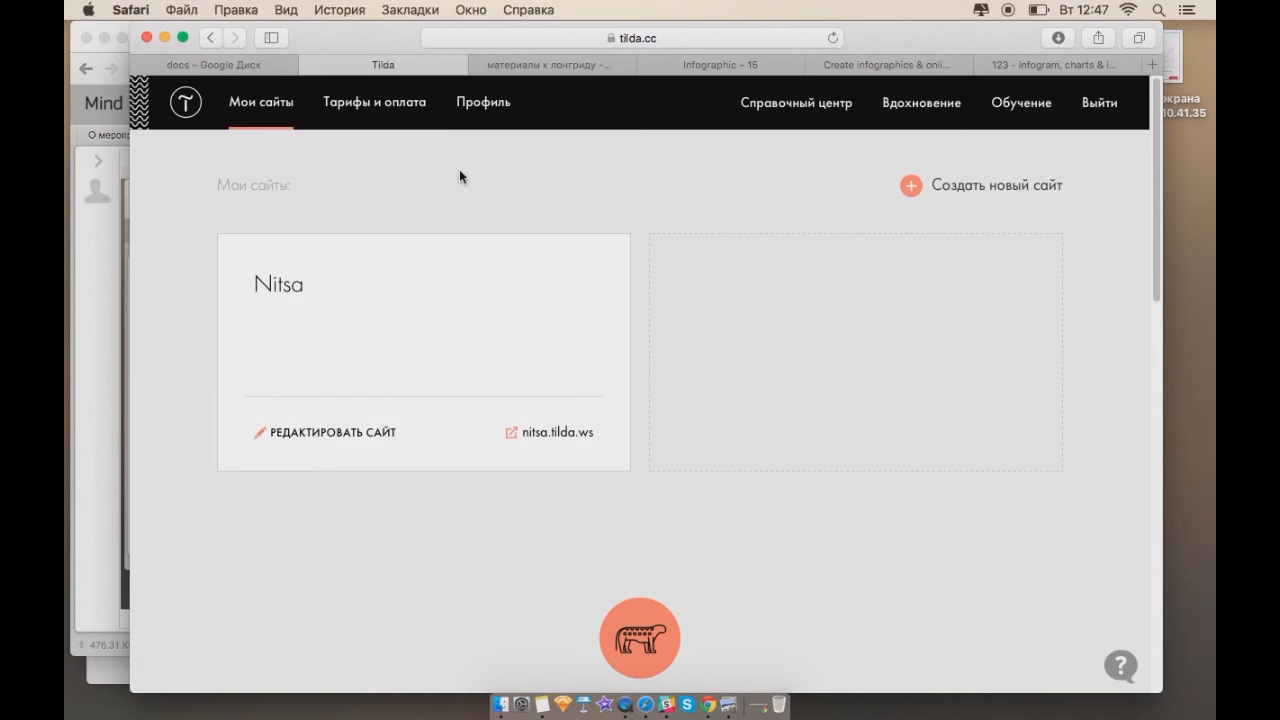 Safari Файл Правка Вид История Закладки Окно Справка Вт 12:47
tilda.cc
docs – Google Диск Tilda материалы к лонгриду -... Infographic – 15 Create infographics & onli... 123 - Infogram, charts & i...
Mind
экрана
10.41.35
Мои сайты Тарифы и оплата Профиль Справочный центр Вдохновение Обучение Выйти
О меропр
Мои сайты:
Создать новый сайт
Nitsa
РЕДАКТИРОВАТЬ САЙТ
nitsa.tilda.ws
476.31 К